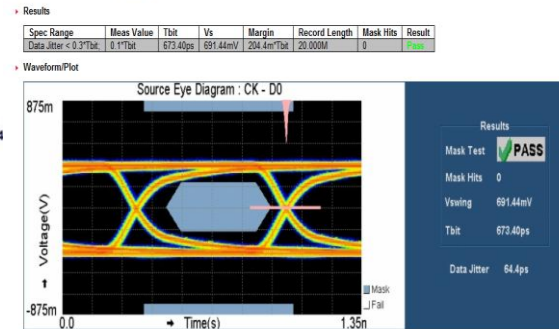 Results
Spec Range Meas Value Tbit Vs Margin Record Length Mask Hits Result
Data Jitter < 0.3*Tbit; 0.1*Tbit 673.40ps 691.44mV 204.4m*Tbit 20.000M 0 Pass
Waveform/Plot
Source Eye Diagram : CK - D0
875m
Voltage(V)
-875m
0.0
Time(s)
1.35n
Mask
Fail
Results
Mask Test PASS
Mask Hits 0
Vswing 691.44mV
Tbit 673.40ps
Data Jitter 64.4ps